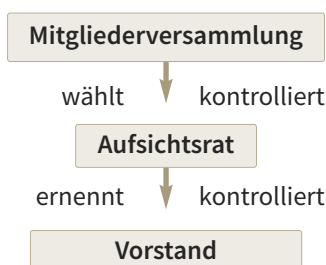 Mitgliederversammlung
wählt kontrolliert
Aufsichtsrat
ernennt kontrolliert
Vorstand